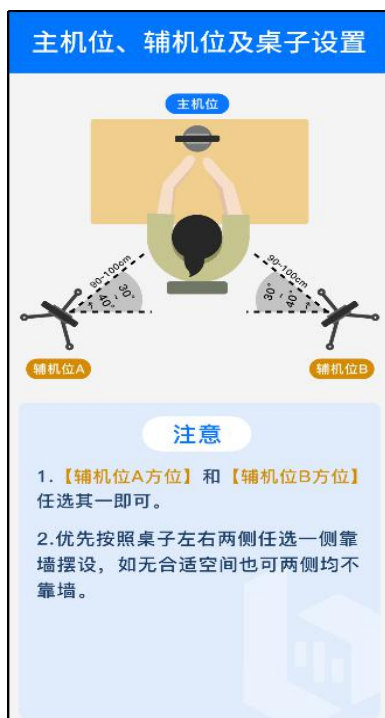 主机位、辅机位及桌子设置
主机位
90-100cm
90-100cm
40°~30°
30°~40°
辅机位A
辅机位B
注意
1.【辅机位A方位】和【辅机位B方位】
任选其一即可。
2.优先按照桌子左右两侧任选一侧靠
墙摆设，如无合适空间也可两侧均不
靠墙。